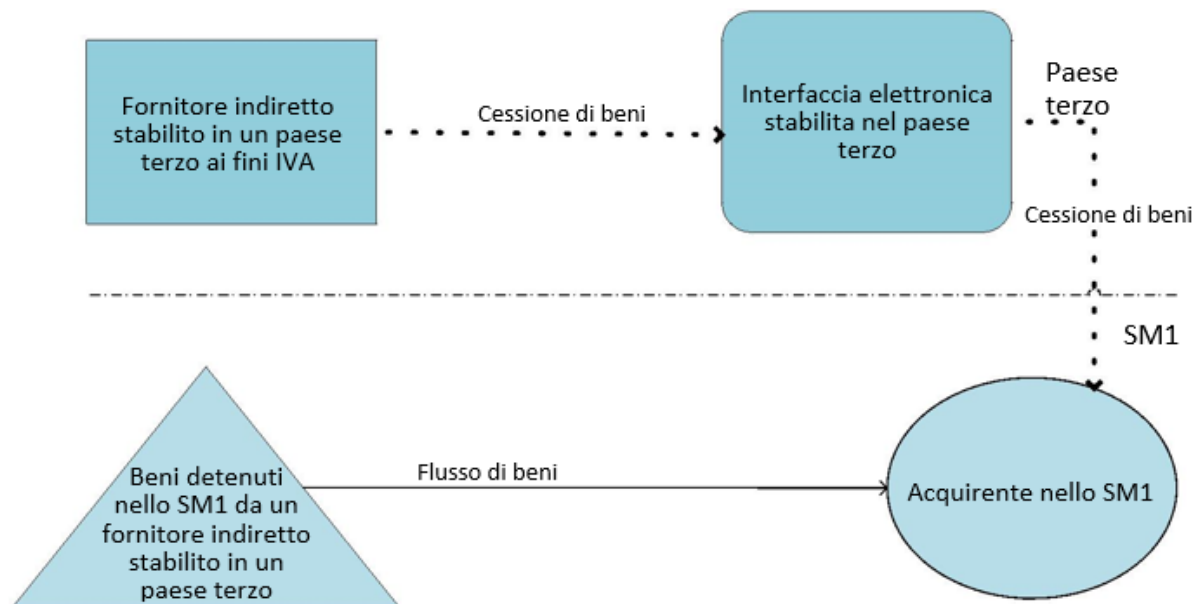 Fornitore indiretto
stabilito in un paese
terzo ai fini IVA
Cessione di beni
Interfaccia elettronica
stabilita nel paese
terzo
Paese
terzo
Cessione di beni
SM1
Beni detenuti
nello SM1 da un
fornitore indiretto
stabilito in un
paese terzo
Flusso di beni
Acquirente nello SM1